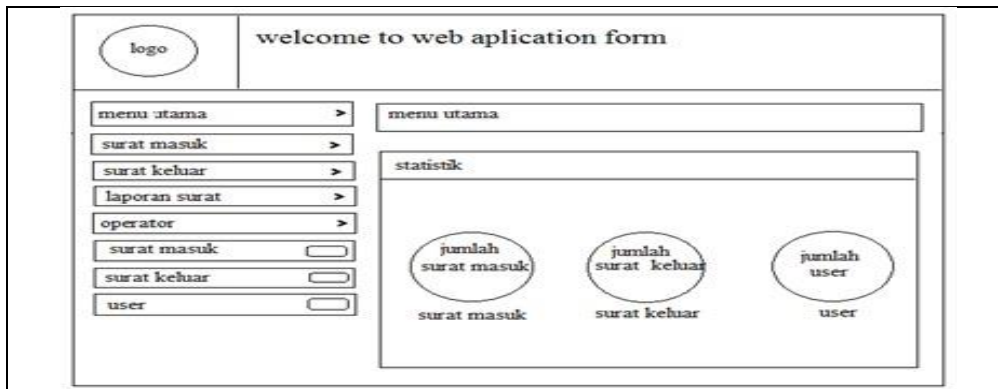 logo
welcome to web aplication form
menu utama >
surat masuk >
surat keluar >
laporan surat >
operator >
surat masuk
surat keluar
user
menu utama
statistik
jumlah
surat masuk
surat masuk
jumlah
surat keluar
surat keluar
jumlah
user
user